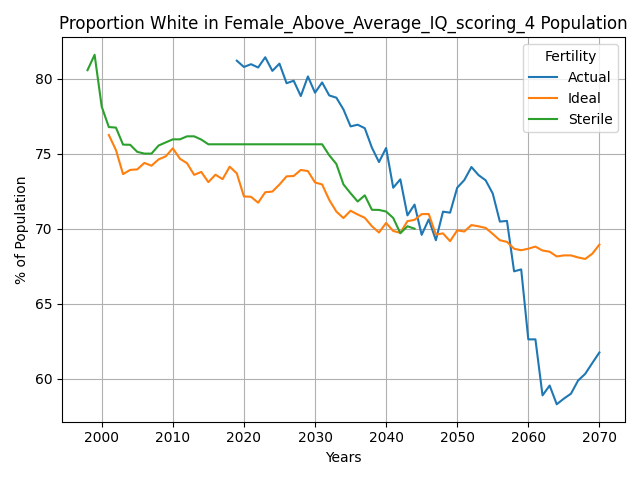 Proportion White in Female_Above_Average_IQ_scoring_4 Population
Fertility
Actual
Ideal
Sterile
% of Population
80
75
70
65
60
2000 2010 2020 2030 2040 2050 2060 2070
Years